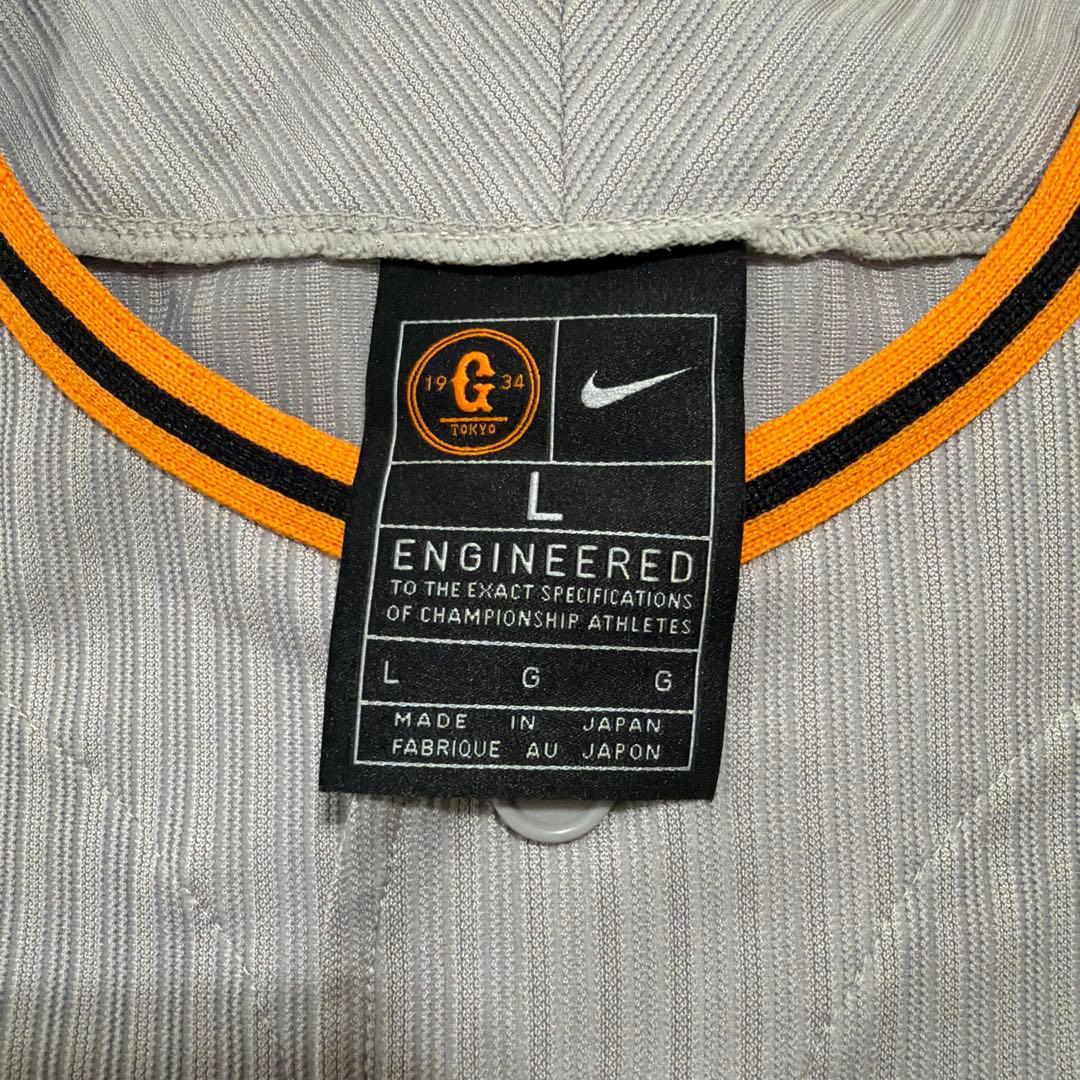 19 G 34
TOKYO
L
ENGINEERED
TO THE EXACT SPECIFICATIONS
OF CHAMPIONSHIP ATHLETES
L G G
MADE IN JAPAN
FABRIQUE AU JAPON